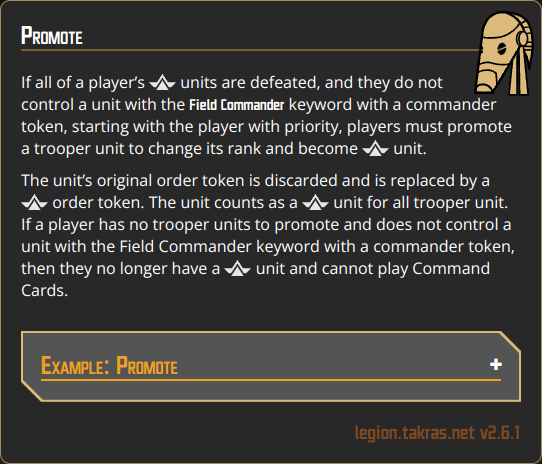 Promote
If all of a player's units are defeated, and they do not
control a unit with the Field Commander keyword with a commander
token, starting with the player with priority, players must promote
a trooper unit to change its rank and become unit.
The unit's original order token is discarded and is replaced by a
order token. The unit counts as a unit for all trooper unit.
If a player has no trooper units to promote and does not control a
unit with the Field Commander keyword with a commander token,
then they no longer have a unit and cannot play Command
Cards.
Example: Promote +
legion.takras.net v2.6.1